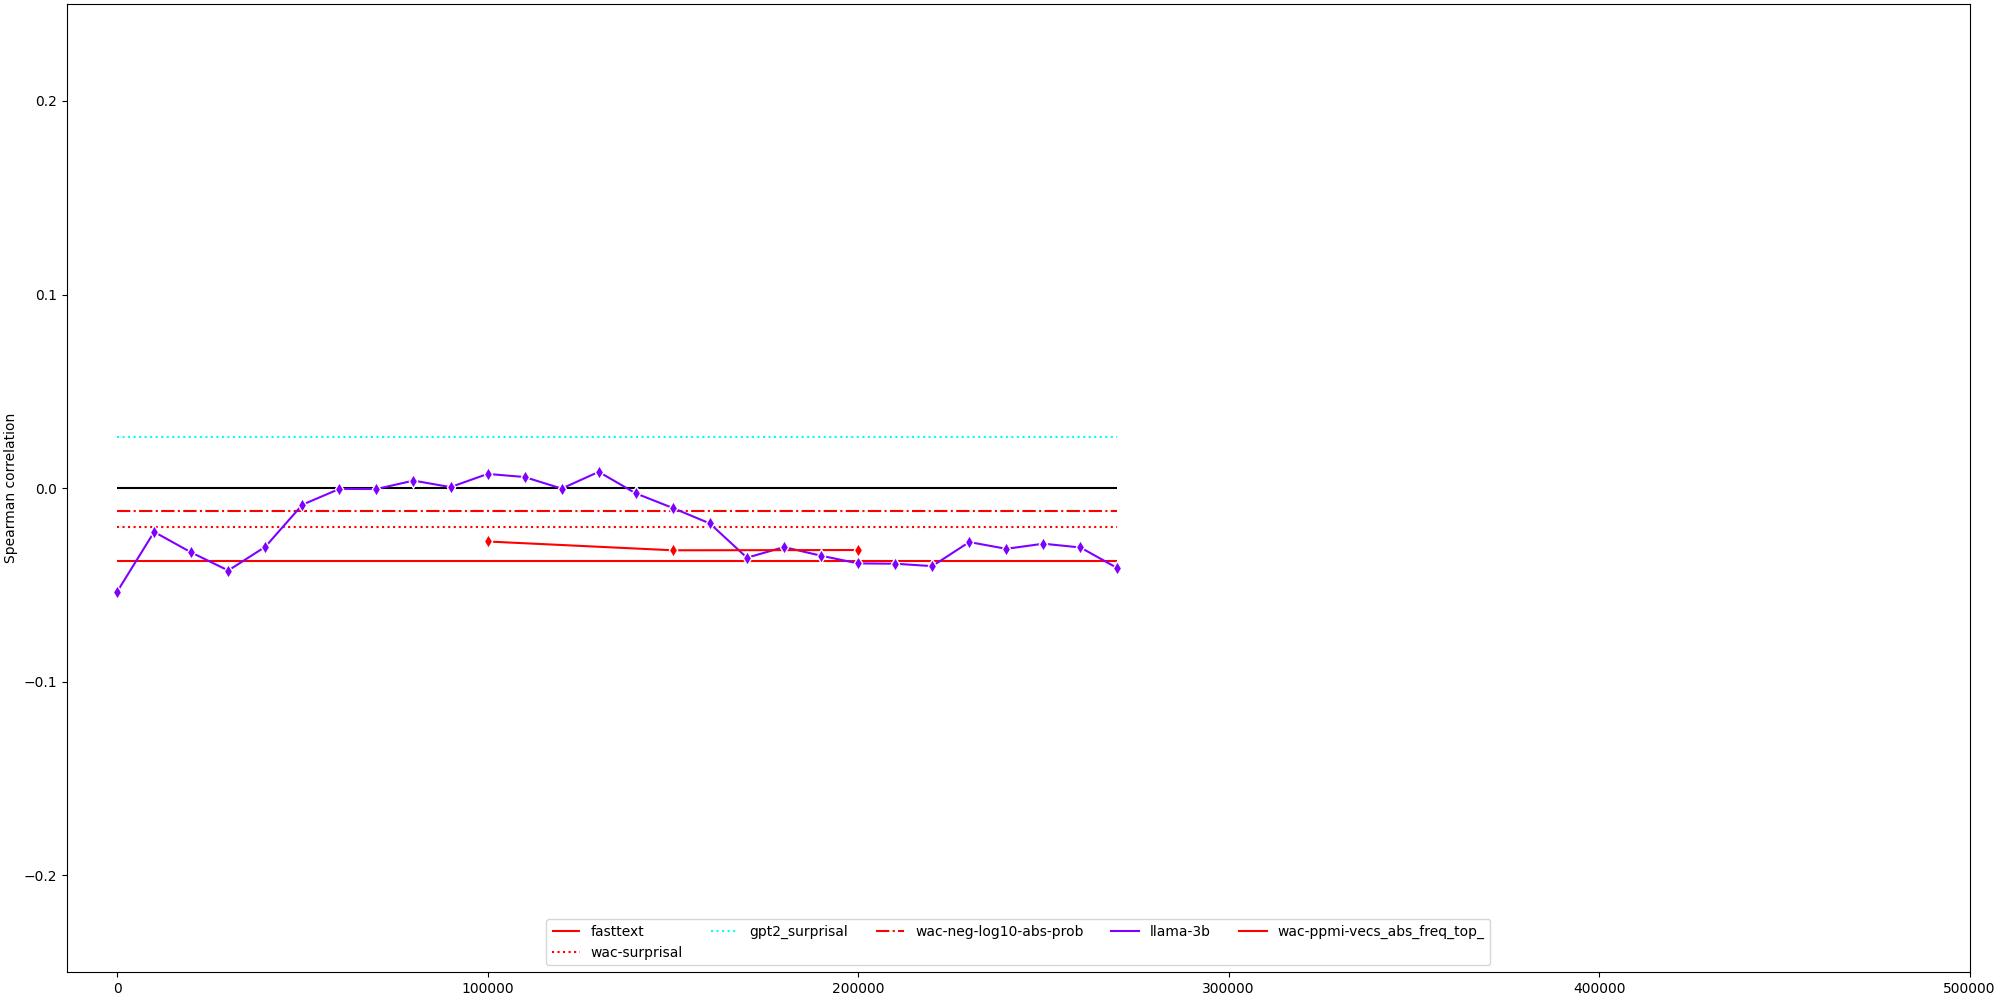 0.2
0.1
0.0
−0.1
−0.2
Spearman correlation
fasttext
wac-surprisal
gpt2_surprisal
wac-neg-log10-abs-prob
llama-3b
wac-ppmi-vecs_abs_freq_top_
0 100000 200000 300000 400000 500000